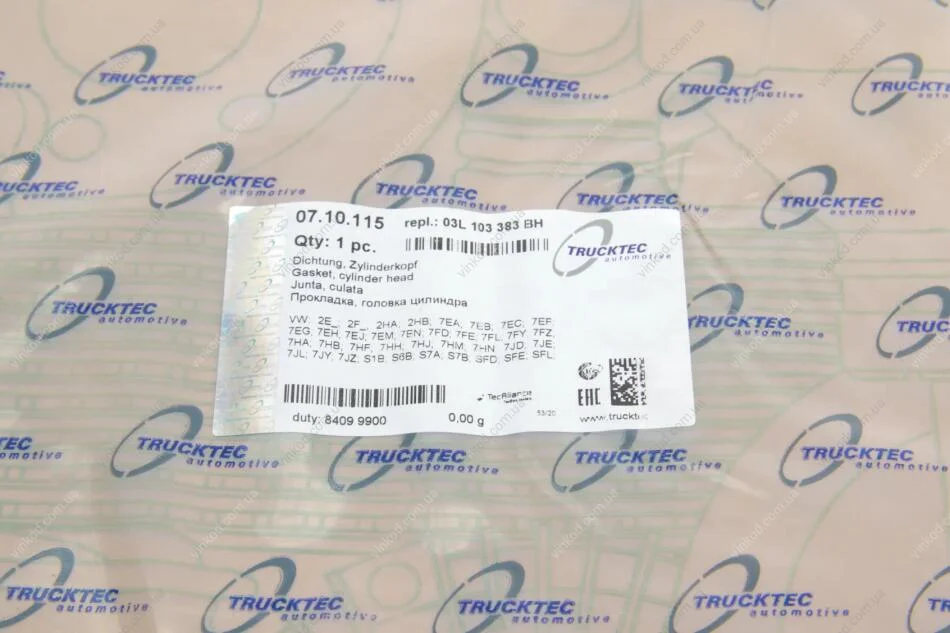 07.10.115 repl.: 03L 103 383 BH
Qty: 1 pc.
TRUCKTEC
automotive
Dichtung, Zylinderkopf
Gasket, cylinder head
Junta, culata
Прокладка, головка цилиндра
VW: 2E_; 2F_; 2HA; 2HB; 7EA; 7EB; 7EC; 7EF;
7EG; 7EH; 7EJ; 7EM; 7EN; 7FD; 7FE; 7FL; 7FY; 7FZ;
7HA; 7HB; 7HF; 7HH; 7HJ; 7HM; 7HN; 7JD; 7JE;
7JL; 7JY; 7JZ; S1B; S6B; S7A; S7B; SFD; SFE; SFL;
TecAlliance
EAC
duty: 8409 9900 0,00 g 53/20 www.trucktec
TRUCKTEC automotive
vinkod.com.ua